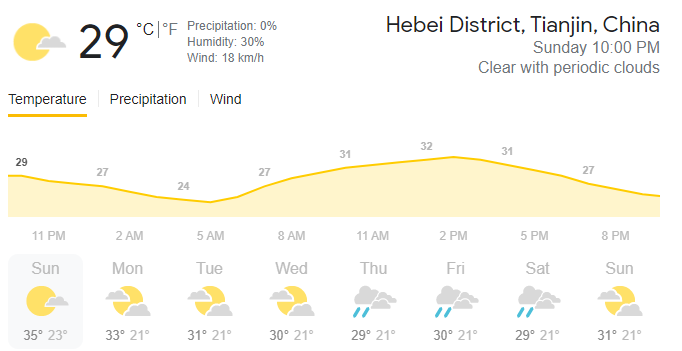 29 °C | °F
Precipitation: 0%
Humidity: 30%
Wind: 18 km/h
Hebei District, Tianjin, China
Sunday 10:00 PM
Clear with periodic clouds
Temperature | Precipitation | Wind
29 27 24 27 31 32 31 27
11 PM 2 AM 5 AM 8 AM 11 AM 2 PM 5 PM 8 PM
Sun Mon Tue Wed Thu Fri Sat Sun
35° 23° 33° 21° 31° 21° 30° 21° 29° 21° 30° 21° 29° 21° 31° 21°